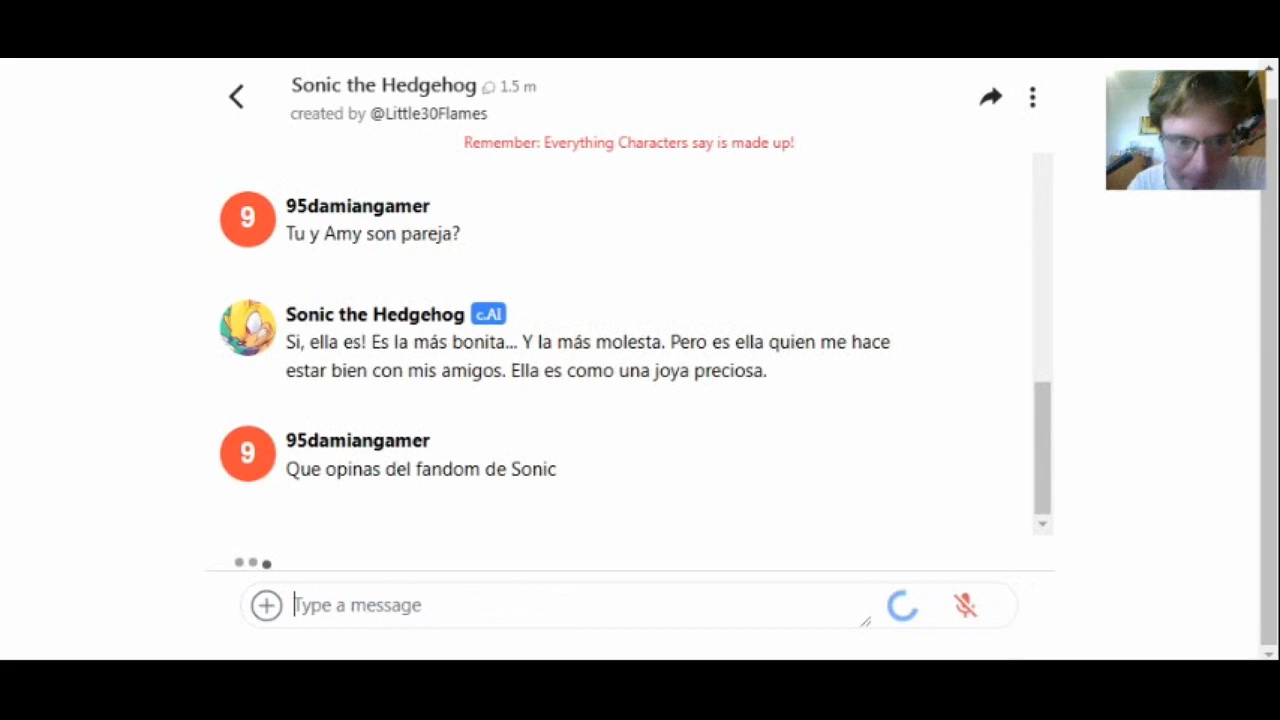 Sonic the Hedgehog 1.5 m
created by @Little30Flames
Remember: Everything Characters say is made up!
9
95damiangamer
Tu y Amy son pareja?
Sonic the Hedgehog c.AI
Si, ella es! Es la más bonita... Y la más molesta. Pero es ella quien me hace
estar bien con mis amigos. Ella es como una joya preciosa.
9
95damiangamer
Que opinas del fandom de Sonic
Type a message